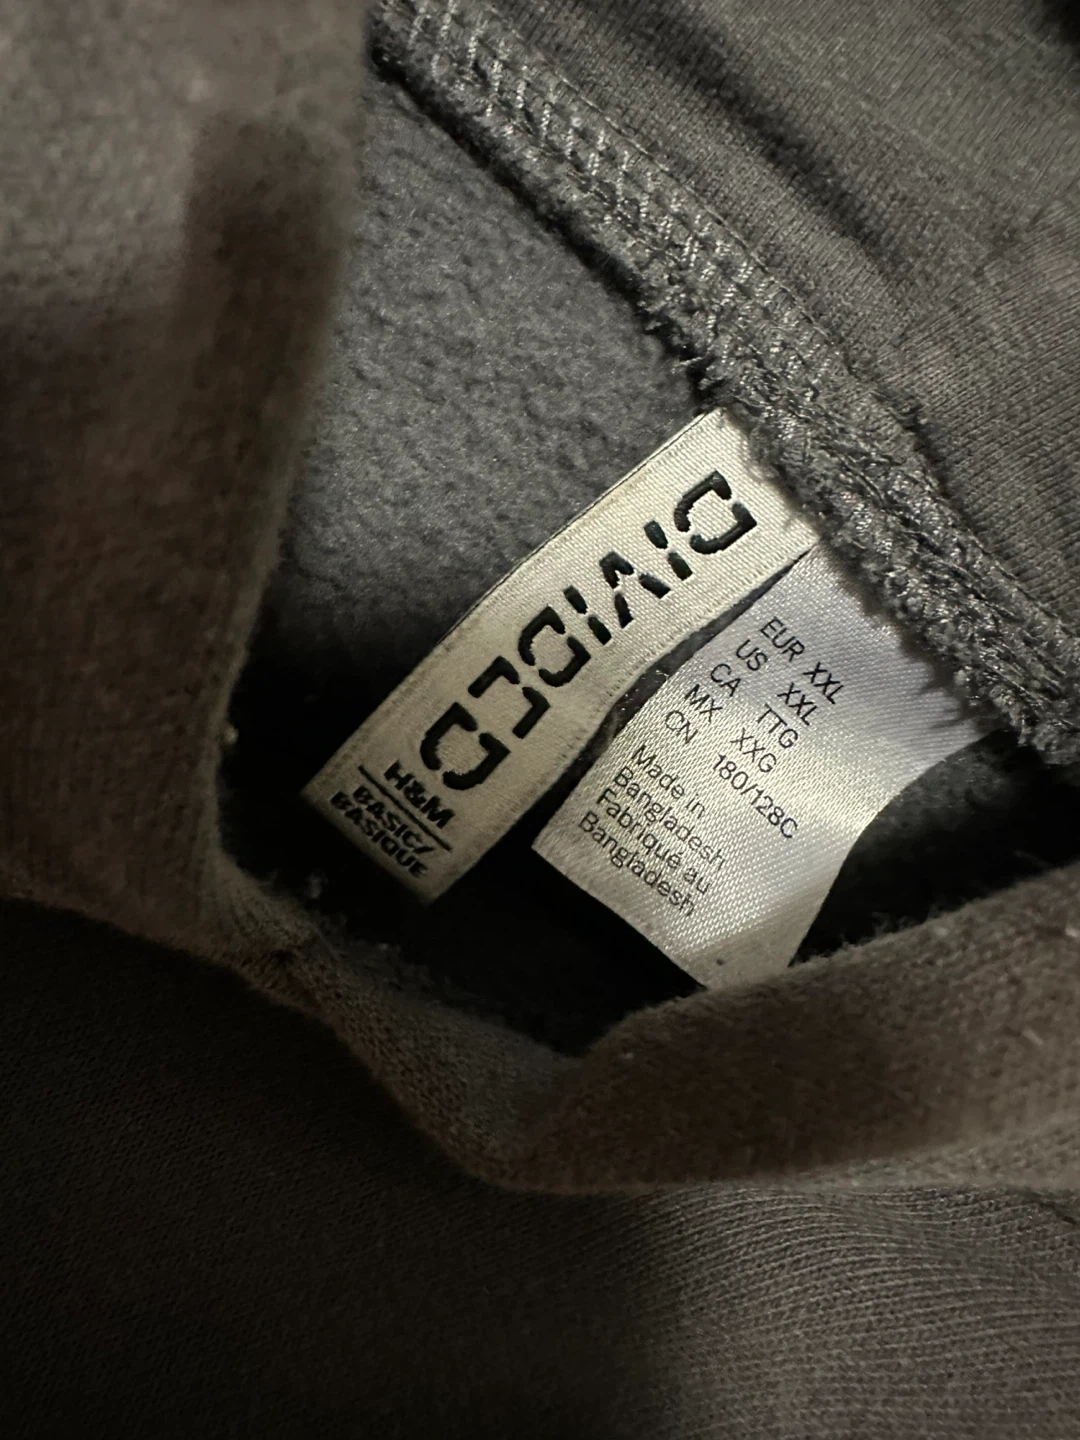 DIVIDED
H&M
BASIC/
BASIQUE
EUR XXL
US XXL
CA TTG
MX XXG
CN 180/128C
Made in
Bangladesh
Fabriqué au
Bangladesh